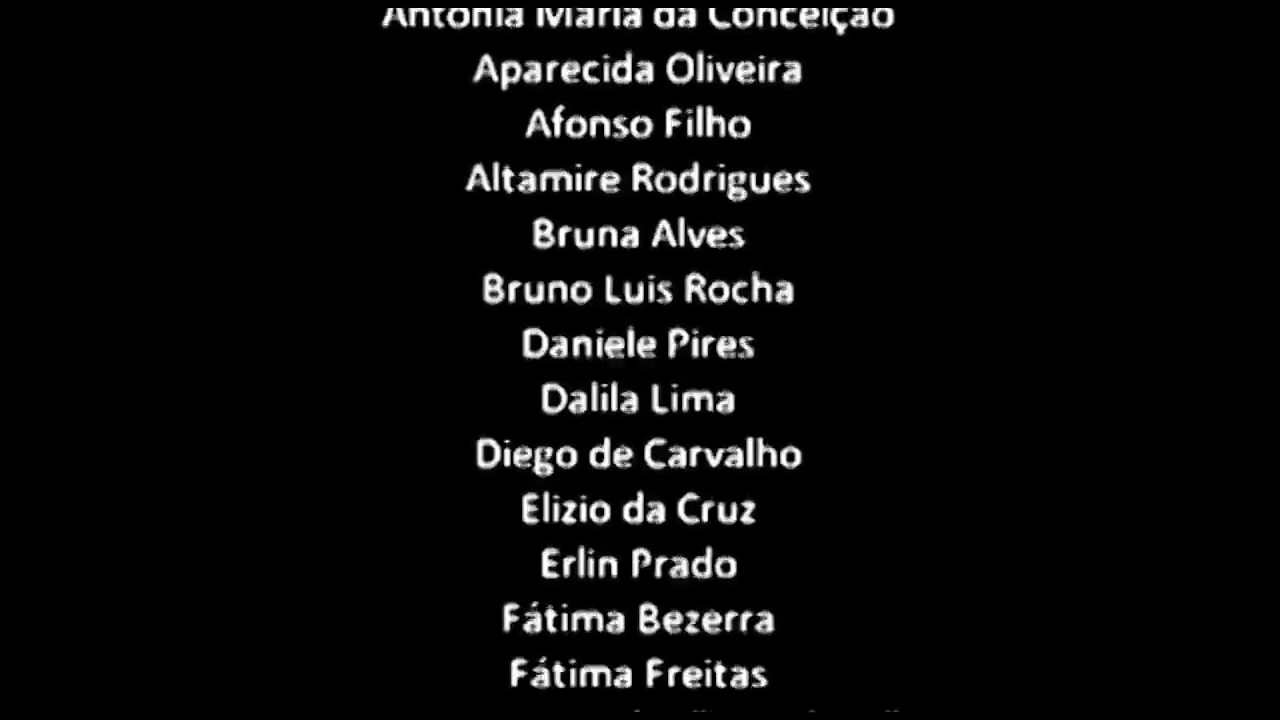 Antonia Maria da Conceição
Aparecida Oliveira
Afonso Filho
Altamire Rodrigues
Bruna Alves
Bruno Luis Rocha
Daniele Pires
Dalila Lima
Diego de Carvalho
Elizio da Cruz
Erlin Prado
Fátima Bezerra
Fátima Freitas